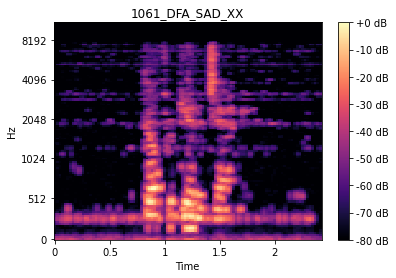 1061_DFA_SAD_XX
+0 dB
8192
-10 dB
4096
-20 dB
-30 dB
2048
Hz
-40 dB
1024
-50 dB
512
-60 dB
-70 dB
0
-80 dB
0 0.5 1 1.5 2
Time